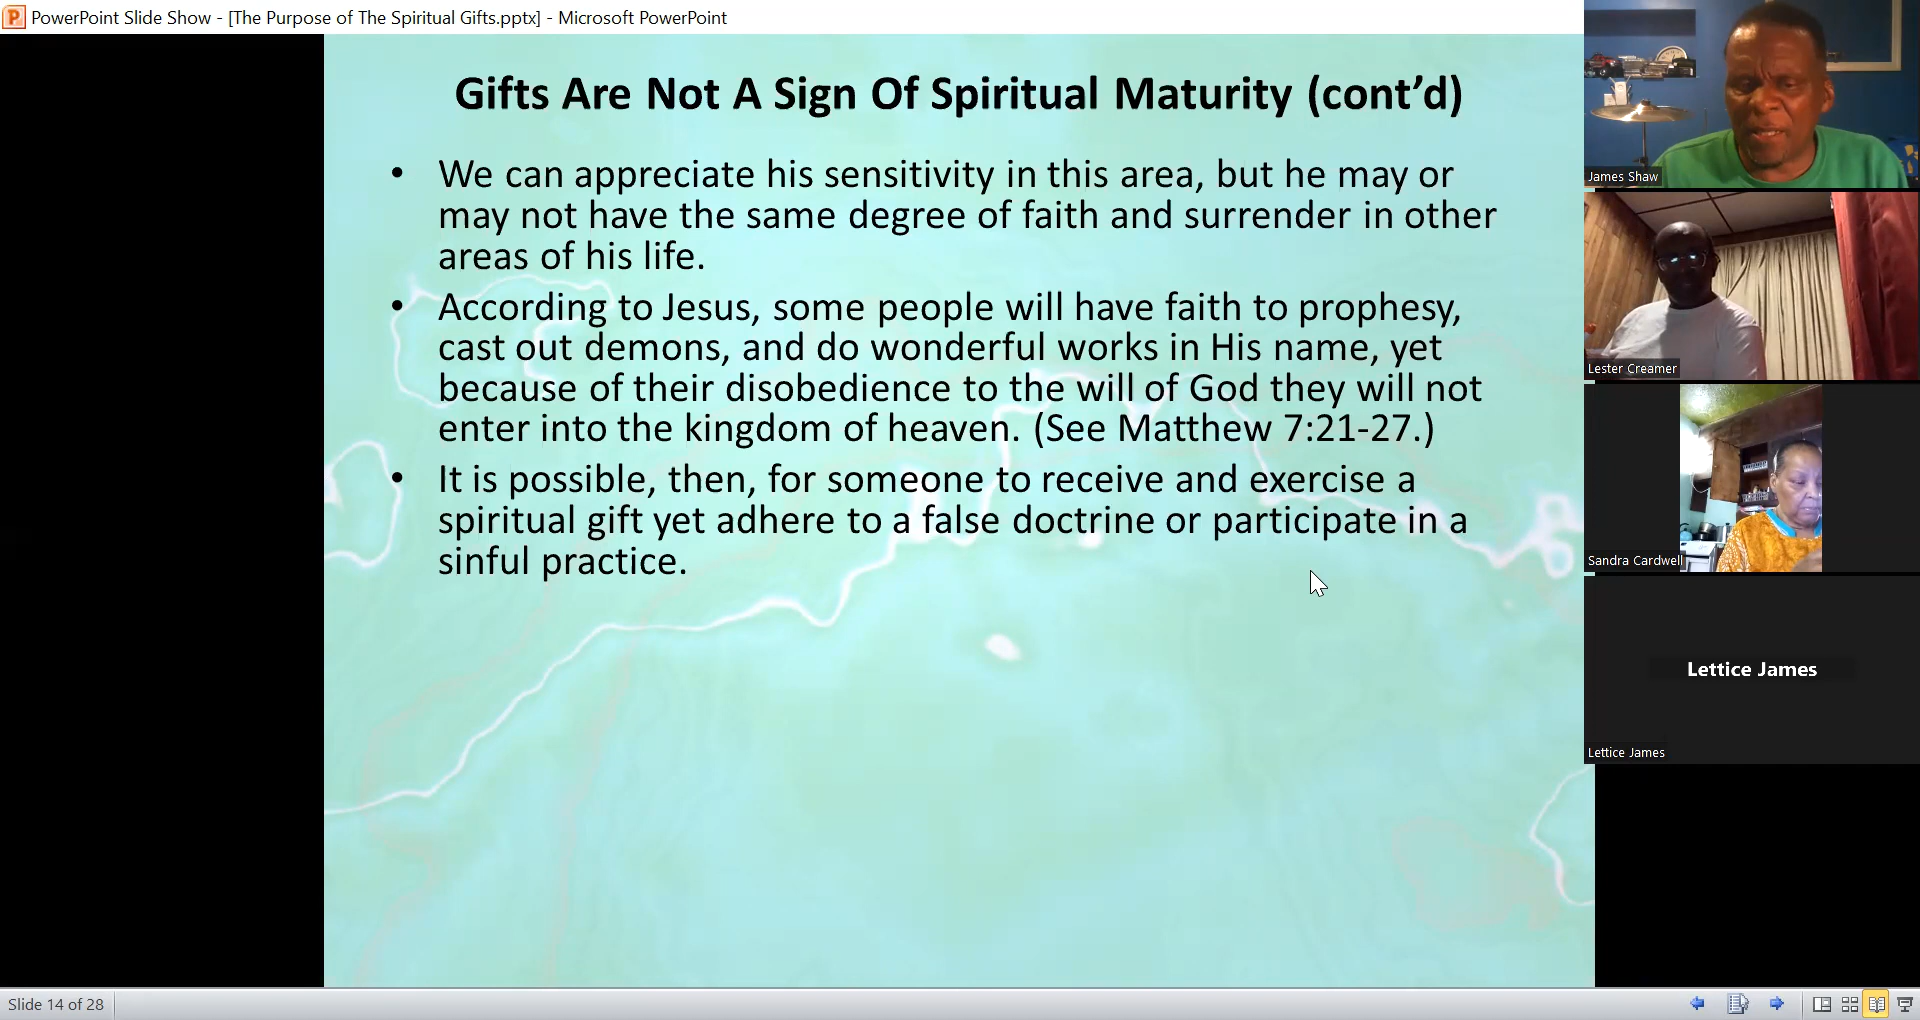 PowerPoint Slide Show - [The Purpose of The Spiritual Gifts.pptx] - Microsoft PowerPoint
Gifts Are Not A Sign Of Spiritual Maturity (cont’d)
• We can appreciate his sensitivity in this area, but he may or
may not have the same degree of faith and surrender in other
areas of his life.
• According to Jesus, some people will have faith to prophesy,
cast out demons, and do wonderful works in His name, yet
because of their disobedience to the will of God they will not
enter into the kingdom of heaven. (See Matthew 7:21-27.)
• It is possible, then, for someone to receive and exercise a
spiritual gift yet adhere to a false doctrine or participate in a
sinful practice.
James Shaw
Lester Creamer
Sandra Cardwell
Lettice James
Lettice James
Slide 14 of 28